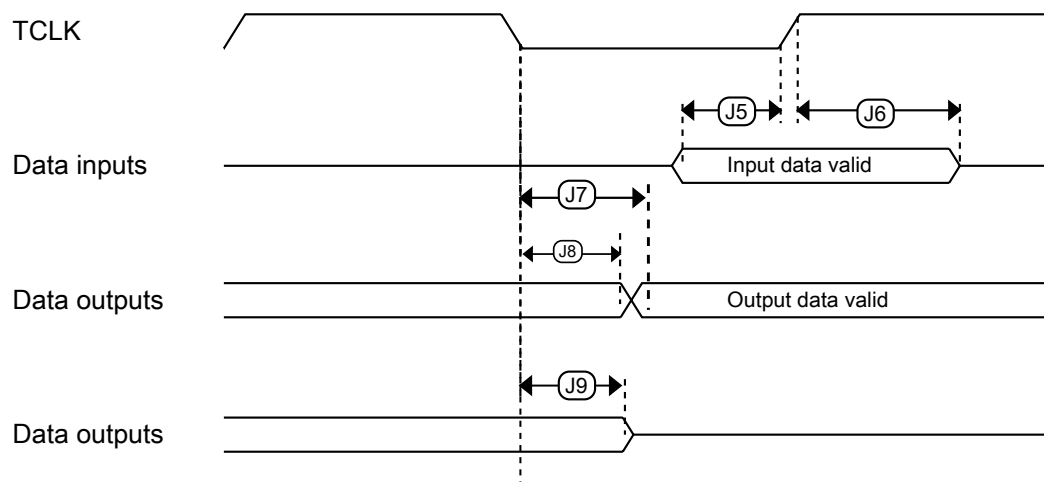 TCLK
J5
J6
Data inputs
Input data valid
J7
J8
Data outputs
Output data valid
J9
Data outputs